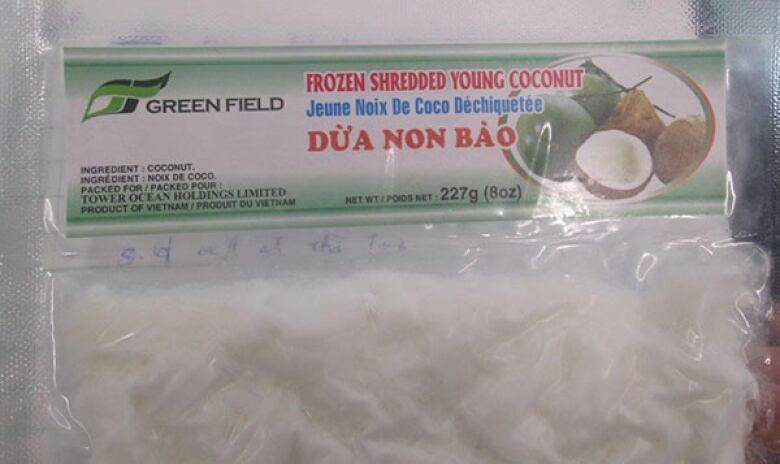 GREEN FIELD
FROZEN SHREDDED YOUNG COCONUT
Jeune Noix De Coco Déchiquetée
DỪA NON BÀO
INGREDIENT : COCONUT.
INGRÉDIENT : NOIX DE COCO.
PACKED FOR / PACKED POUR :
TOWER OCEAN HOLDINGS LIMITED
PRODUCT OF VIETNAM / PRODUIT DU VIETNAM
NET WT / POIDS NET : 227g (8oz)